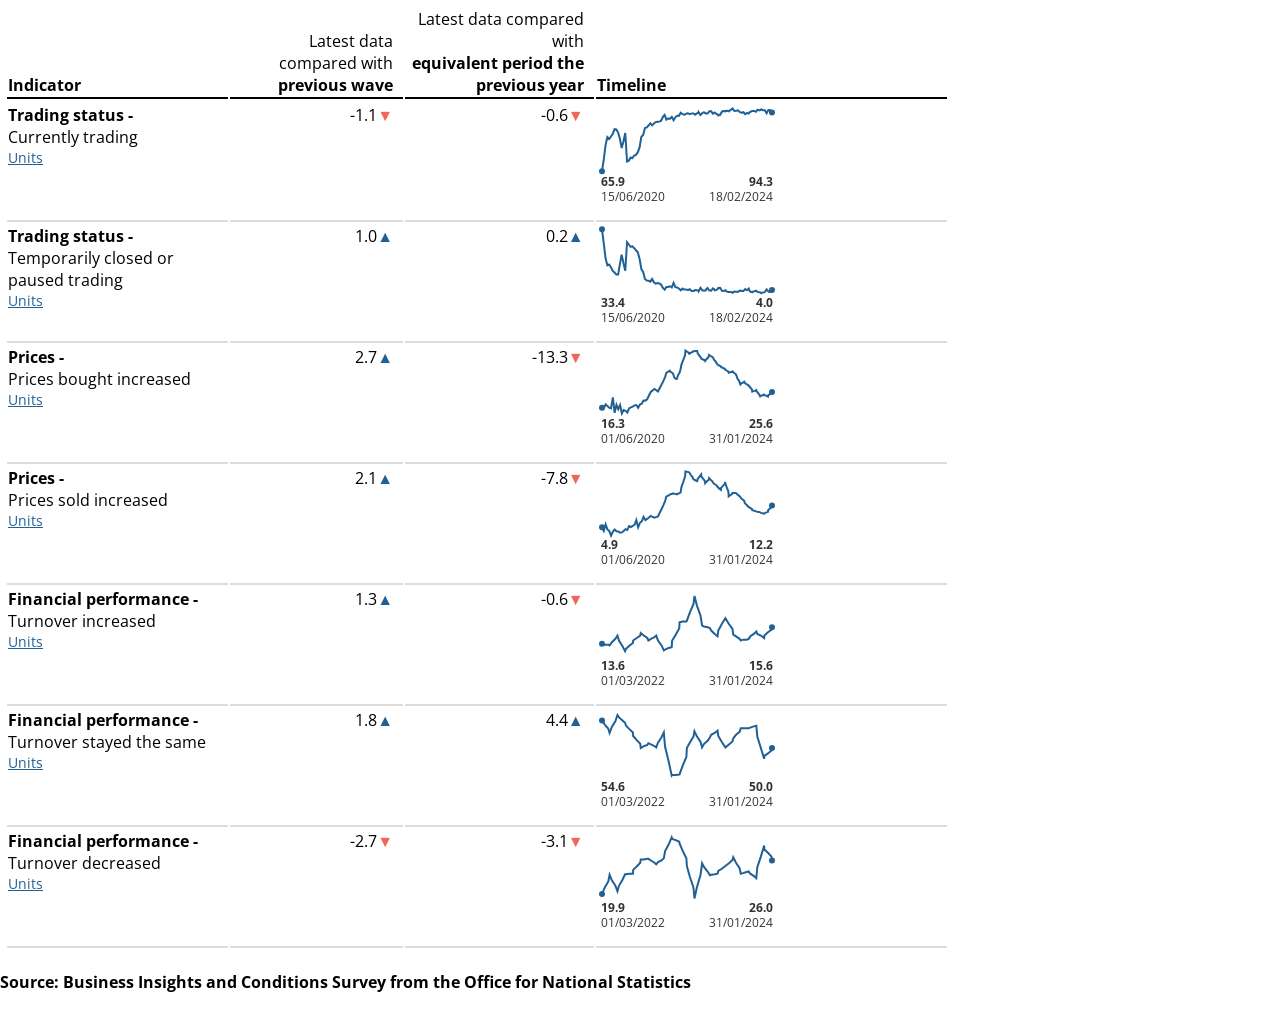 Latest data compared
Latest data
with
compared with
equivalent period the
Indicator
previous wave
previous year
Timeline
Trading status -
-1.1▼
-0.6▼
Currently trading
Units
65.9
94.3
15/06/2020
18/02/2024
Trading status -
1.0▲
0.2▲
Temporarily closed or
paused trading
Units
33.4
4.0
15/06/2020
18/02/2024
Prices -
2.7▲
-13.3▼
Prices bought increased
Units
16.3
25.6
01/06/2020
31/01/2024
Prices -
2.1▲
-7.8▼
Prices sold increased
Units
4.9
12.2
01/06/2020
31/01/2024
Financial performance -
1.3▲
-0.6▼
Turnover increased
Units
13.6
15.6
01/03/2022
31/01/2024
Financial performance -
1.8▲
4.4▲
Turnover stayed the same
Units
54.6
50.0
01/03/2022
31/01/2024
Financial performance -
-2.7▼
-3.1▼
Turnover decreased
Units
19.9
26.0
01/03/2022
31/01/2024
Source: Business Insights and Conditions Survey from the Office for National Statistics